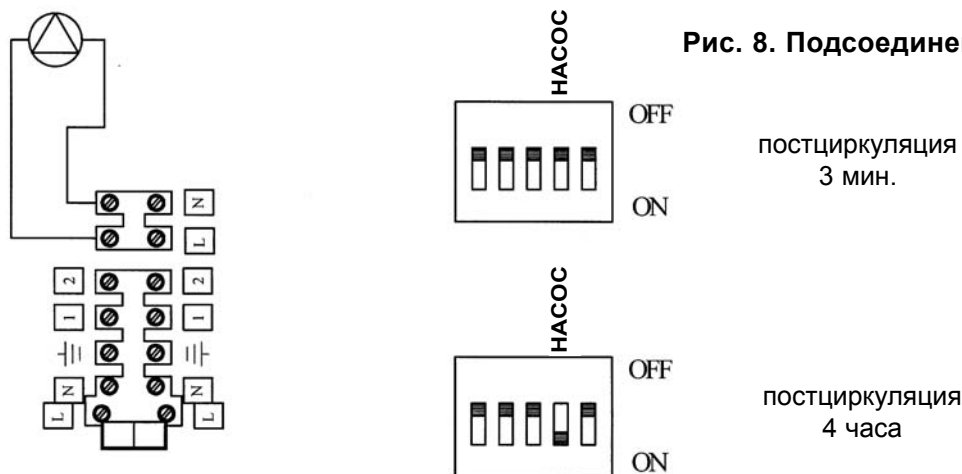 НАСОС
Рис. 8. Подсоедине
OFF
постциркуляция
3 мин.
ON
N
L
2 2
1 1
N N
L L
НАСОС
OFF
постциркуляция
4 часа
ON